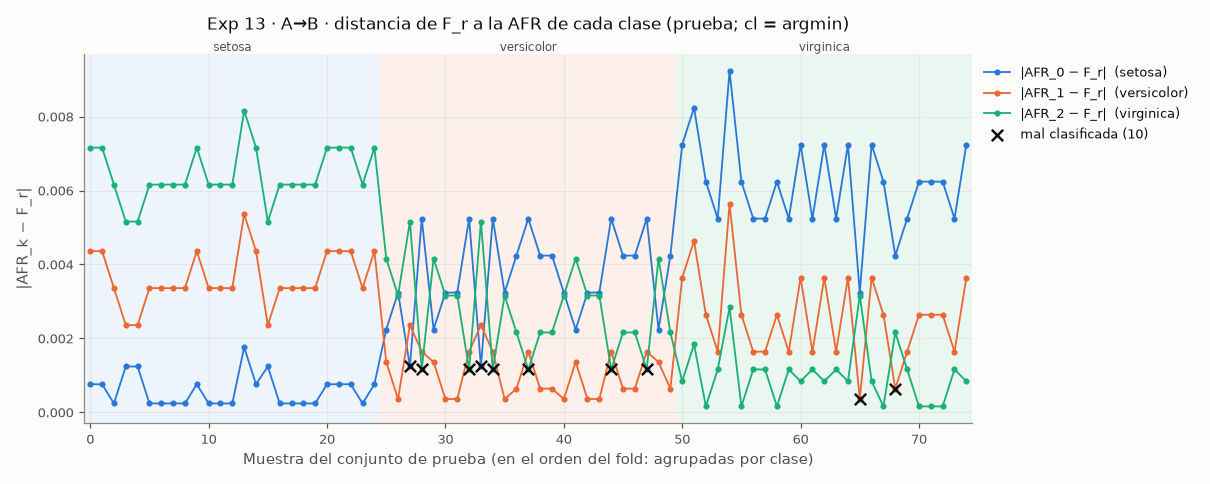 Exp 13 · A→B · distancia de F_r a la AFR de cada clase (prueba; cl = argmin)
setosa versicolor virginica
|AFR_0 − F_r| (setosa)
|AFR_1 − F_r| (versicolor)
|AFR_2 − F_r| (virginica)
mal clasificada (10)
|AFR_k − F_r|
0.008
0.006
0.004
0.002
0.000
0 10 20 30 40 50 60 70
Muestra del conjunto de prueba (en el orden del fold: agrupadas por clase)